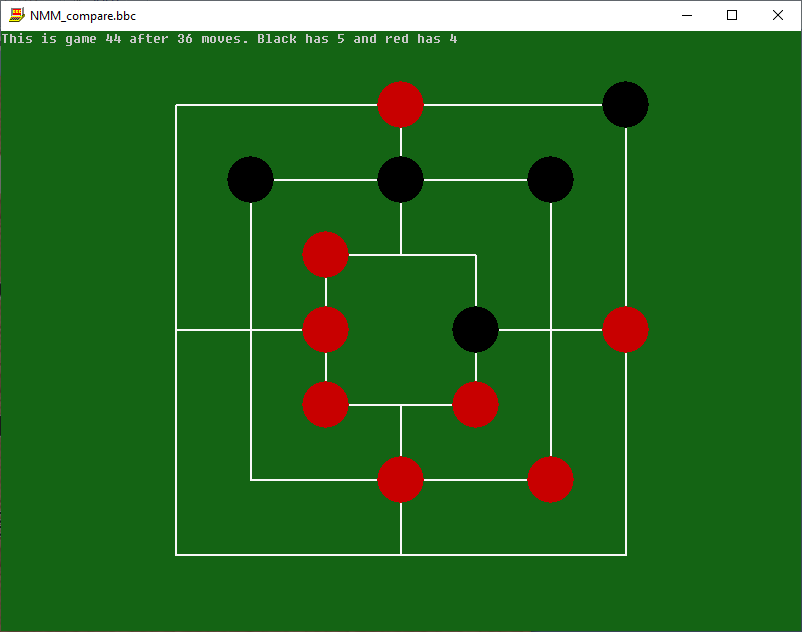 NMM_compare.bbc
This is game 44 after 36 moves. Black has 5 and red has 4